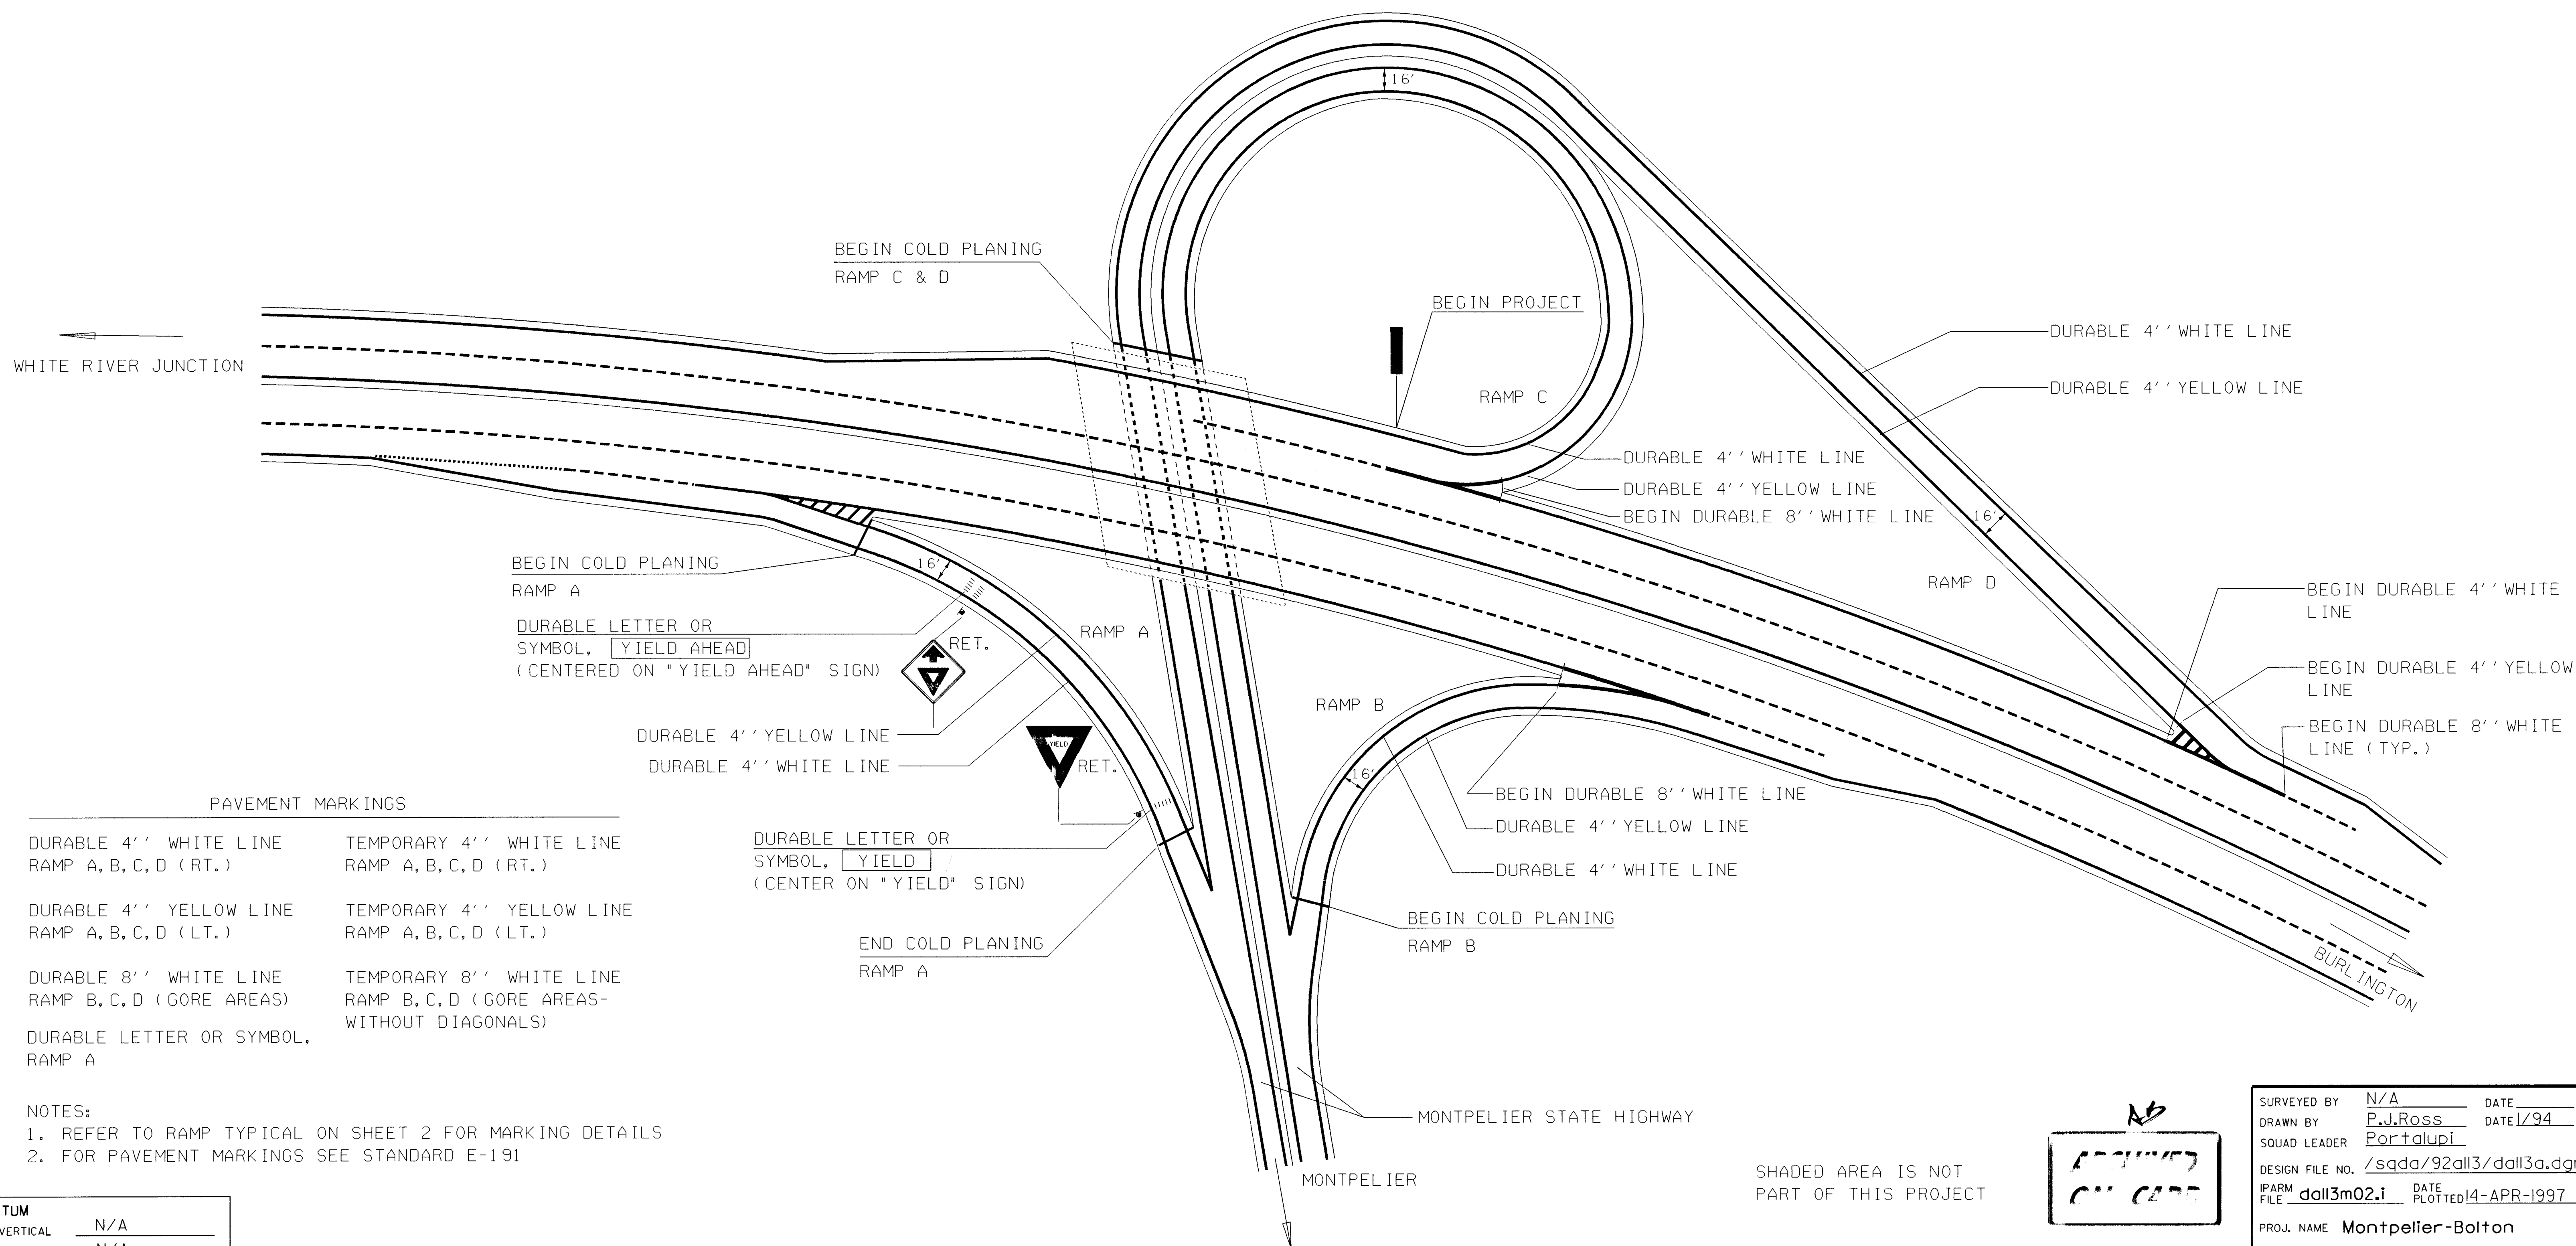 16'
BEGIN COLD PLANING
RAMP C & D
BEGIN PROJECT
WHITE RIVER JUNCTION
RAMP C
DURABLE 4'' WHITE LINE
DURABLE 4'' YELLOW LINE
DURABLE 4'' WHITE LINE
DURABLE 4'' YELLOW LINE
BEGIN DURABLE 8'' WHITE LINE
16'
RAMP D
BEGIN DURABLE 4'' WHITE
LINE
BEGIN DURABLE 4'' YELLOW
LINE
BEGIN DURABLE 8'' WHITE
LINE (TYP.)
BEGIN COLD PLANING
RAMP A
16'
DURABLE LETTER OR
SYMBOL, YIELD AHEAD
(CENTERED ON "YIELD AHEAD" SIGN)
RET.
RAMP A
DURABLE 4'' YELLOW LINE
DURABLE 4'' WHITE LINE
YIELD
RET.
DURABLE LETTER OR
SYMBOL, YIELD
(CENTER ON "YIELD" SIGN)
END COLD PLANING
RAMP A
RAMP B
16'
BEGIN DURABLE 8'' WHITE LINE
DURABLE 4'' YELLOW LINE
DURABLE 4'' WHITE LINE
BEGIN COLD PLANING
RAMP B
BURLINGTON
MONTPELIER STATE HIGHWAY
MONTPELIER
PAVEMENT MARKINGS
DURABLE 4'' WHITE LINE
RAMP A,B,C,D (RT.)
TEMPORARY 4'' WHITE LINE
RAMP A,B,C,D (RT.)
DURABLE 4'' YELLOW LINE
RAMP A,B,C,D (LT.)
TEMPORARY 4'' YELLOW LINE
RAMP A,B,C,D (LT.)
DURABLE 8'' WHITE LINE
RAMP B,C,D (GORE AREAS)
TEMPORARY 8'' WHITE LINE
RAMP B,C,D (GORE AREAS-
WITHOUT DIAGONALS)
DURABLE LETTER OR SYMBOL,
RAMP A
NOTES:
1. REFER TO RAMP TYPICAL ON SHEET 2 FOR MARKING DETAILS
2. FOR PAVEMENT MARKINGS SEE STANDARD E-191
TUM
VERTICAL N/A
N/A
SHADED AREA IS NOT
PART OF THIS PROJECT
ARCHIVED
ON CARD
SURVEYED BY N/A DATE
DRAWN BY P.J.Ross DATE 1/94
SQUAD LEADER Portalupi
DESIGN FILE NO. /sqda/92all3/dall3a.dgn
IPARM FILE dall3m02.i DATE PLOTTED 14-APR-1997
PROJ. NAME Montpelier-Bolton